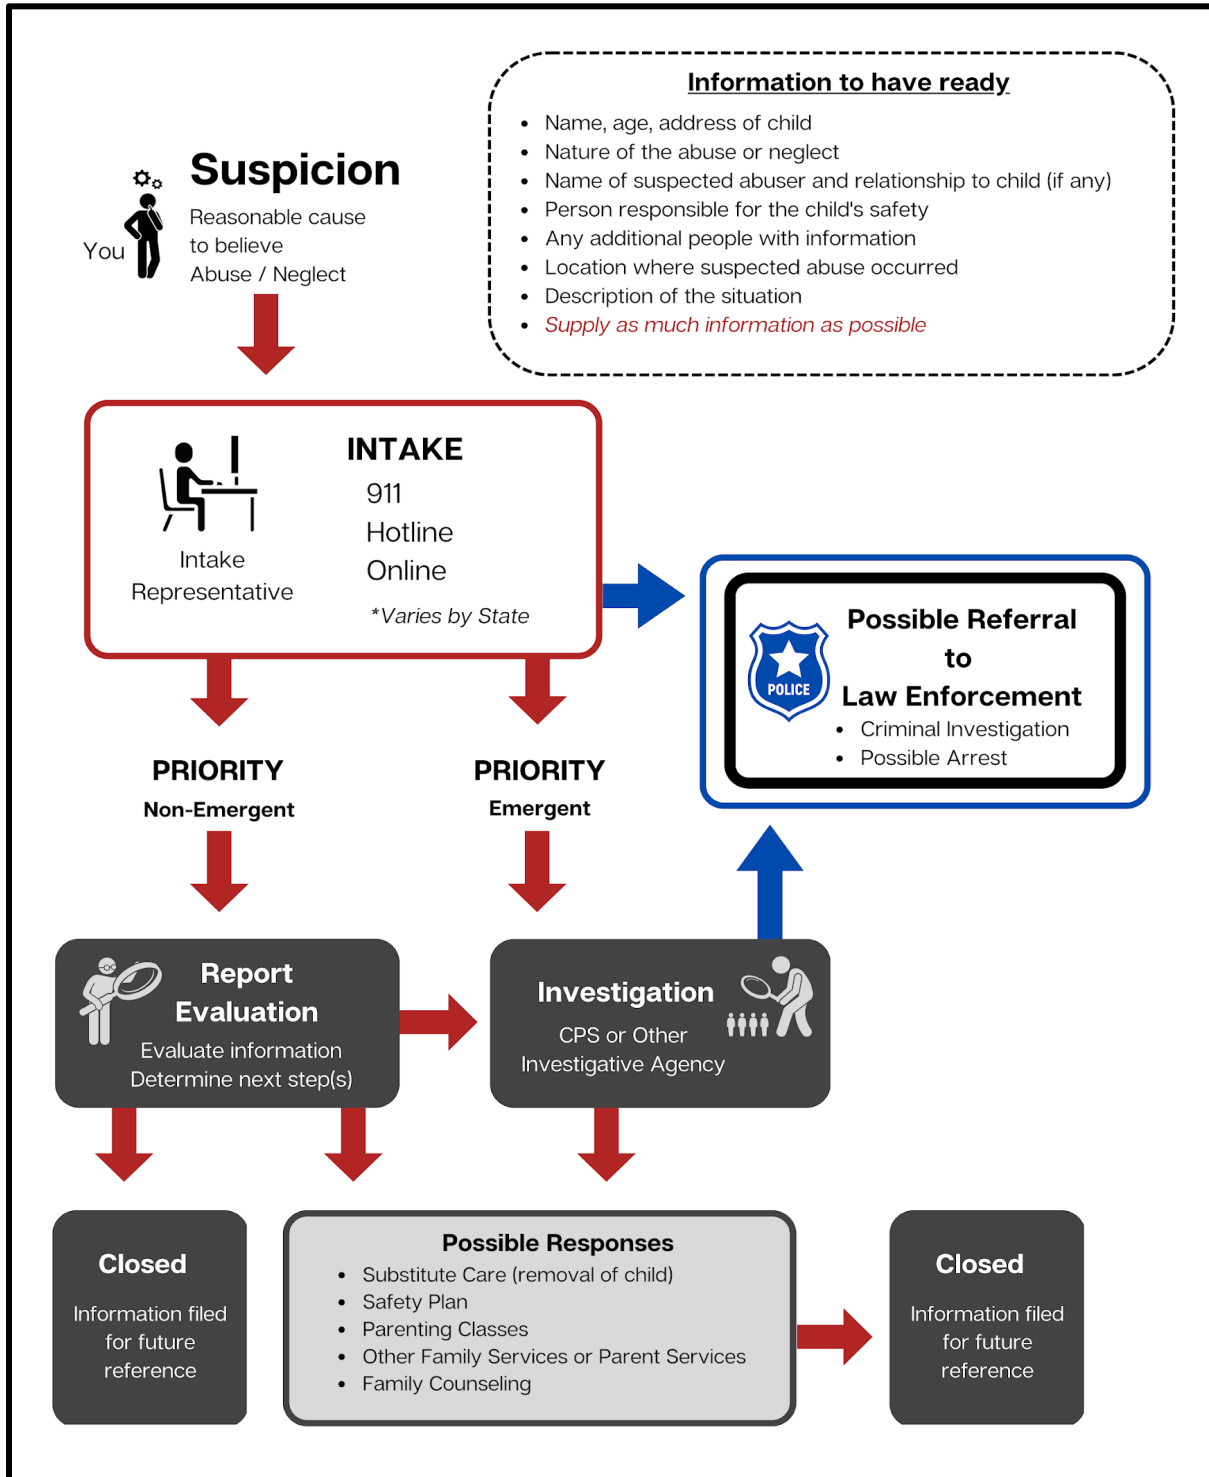 Information to have ready
• Name, age, address of child
• Nature of the abuse or neglect
• Name of suspected abuser and relationship to child (if any)
• Person responsible for the child's safety
• Any additional people with information
• Location where suspected abuse occurred
• Description of the situation
• Supply as much information as possible
Suspicion
You
Reasonable cause
to believe
Abuse / Neglect
INTAKE
911
Hotline
Online
*Varies by State
Intake
Representative
Possible Referral
to
Law Enforcement
POLICE
• Criminal Investigation
• Possible Arrest
PRIORITY
Non-Emergent
PRIORITY
Emergent
Report
Evaluation
Evaluate information
Determine next step(s)
Investigation
CPS or Other
Investigative Agency
Closed
Information filed
for future
reference
Possible Responses
• Substitute Care (removal of child)
• Safety Plan
• Parenting Classes
• Other Family Services or Parent Services
• Family Counseling
Closed
Information filed
for future
reference